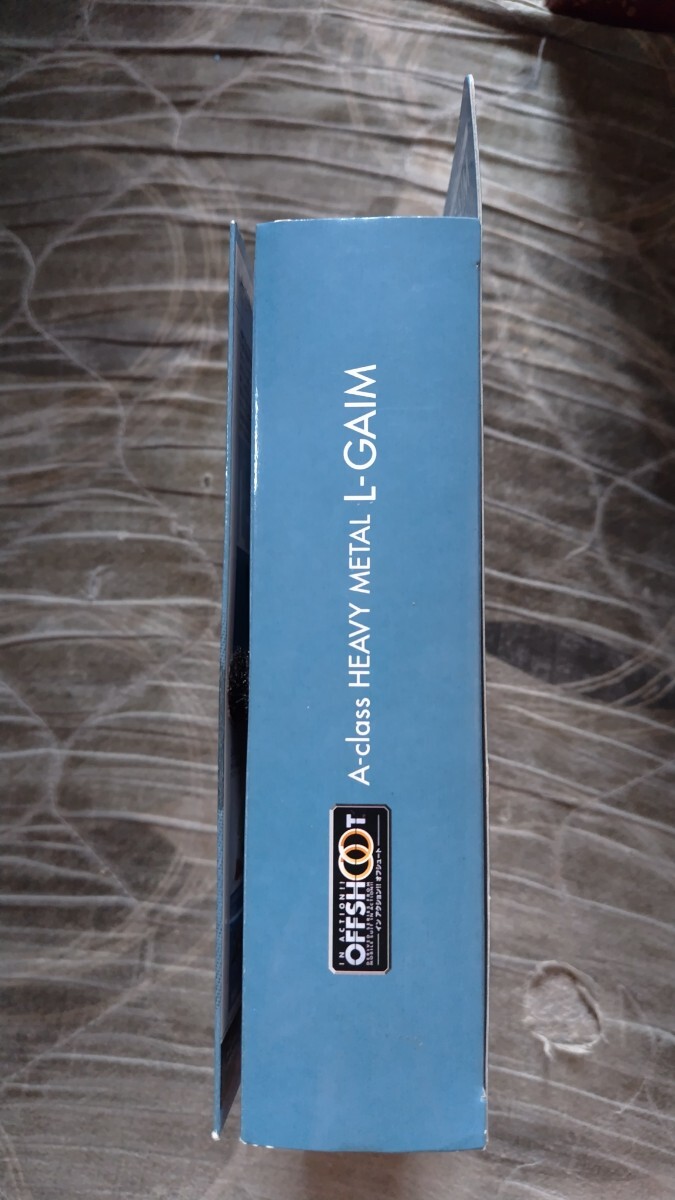 A-class HEAVY METAL L-GAIM
IN ACTION!!
OFFSHOOT
イン アクション!! オフシュート